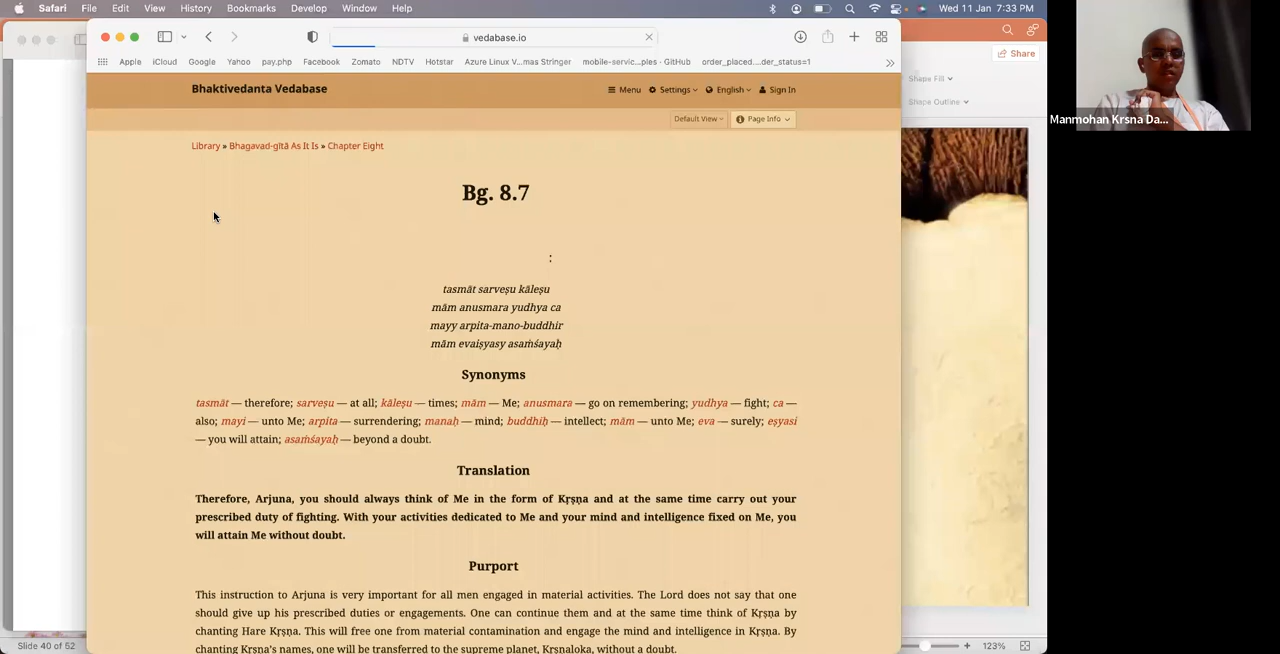 Safari File Edit View History Bookmarks Develop Window Help Wed 11 Jan 7:33 PM
vedabase.io
Apple iCloud Google Yahoo pay.php Facebook Zomato NDTV Hotstar Azure Linux V...mas Stringer mobile-servic...ples · GitHub order_placed....der_status=1
Share
Shape Fill
Shape Outline
Bhaktivedanta Vedabase Menu Settings English Sign In
Default View Page Info
Manmohan Krsna Da...
Library » Bhagavad-gītā As It Is » Chapter Eight
Bg. 8.7
:
tasmāt sarveṣu kāleṣu
mām anusmara yudhya ca
mayy arpita-mano-buddhir
mām evaiṣyasy asaṁśayaḥ
Synonyms
tasmāt — therefore; sarveṣu — at all; kāleṣu — times; mām — Me; anusmara — go on remembering; yudhya — fight; ca —
also; mayi — unto Me; arpita — surrendering; manaḥ — mind; buddhiḥ — intellect; mām — unto Me; eva — surely; eṣyasi
— you will attain; asaṁśayaḥ — beyond a doubt.
Translation
Therefore, Arjuna, you should always think of Me in the form of Kṛṣṇa and at the same time carry out your
prescribed duty of fighting. With your activities dedicated to Me and your mind and intelligence fixed on Me, you
will attain Me without doubt.
Purport
This instruction to Arjuna is very important for all men engaged in material activities. The Lord does not say that one
should give up his prescribed duties or engagements. One can continue them and at the same time think of Kṛṣṇa by
chanting Hare Kṛṣṇa. This will free one from material contamination and engage the mind and intelligence in Kṛṣṇa. By
chanting Kṛṣṇa's names, one will be transferred to the supreme planet, Kṛṣṇaloka, without a doubt.
Slide 40 of 52 123%